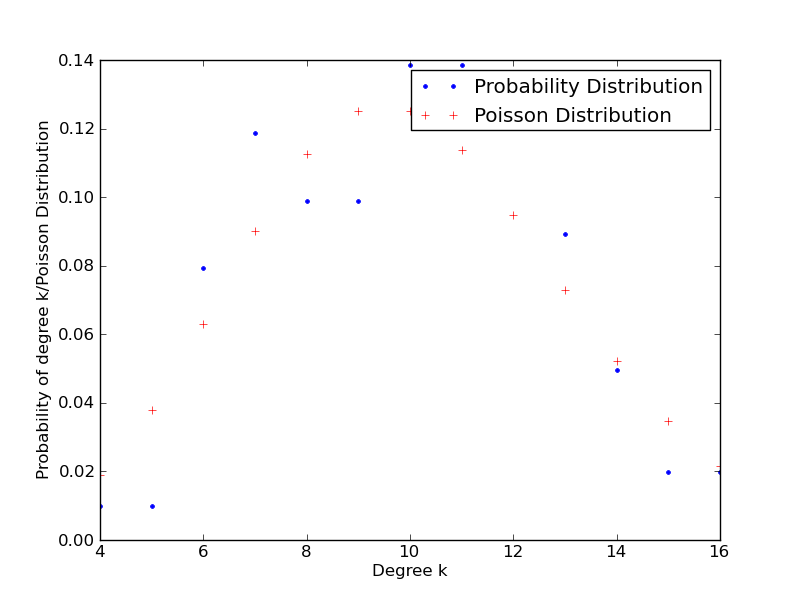 0.14
0.12
0.10
0.08
0.06
0.04
0.02
0.00
4 6 8 10 12 14 16
Degree k
Probability of degree k/Poisson Distribution
Probability Distribution
Poisson Distribution